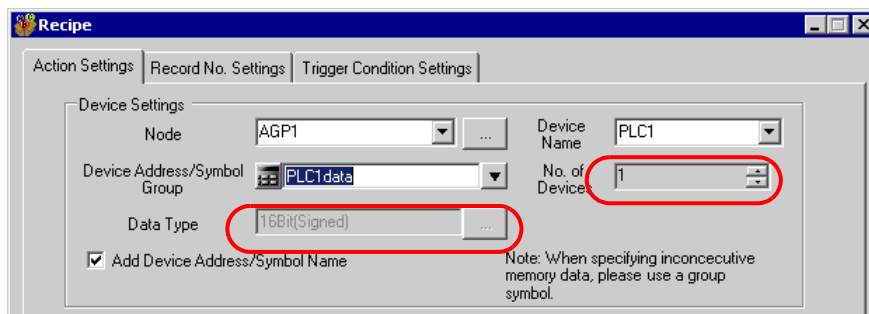 Recipe
Action Settings Record No. Settings Trigger Condition Settings
Device Settings
Node AGP1 ... Device Name PLC1
Device Address/Symbol Group PLC1data No. of Devices 1
Data Type 16Bit(Signed) ...
Add Device Address/Symbol Name
Note: When specifying inconcecutive
memory data, please use a group
symbol.